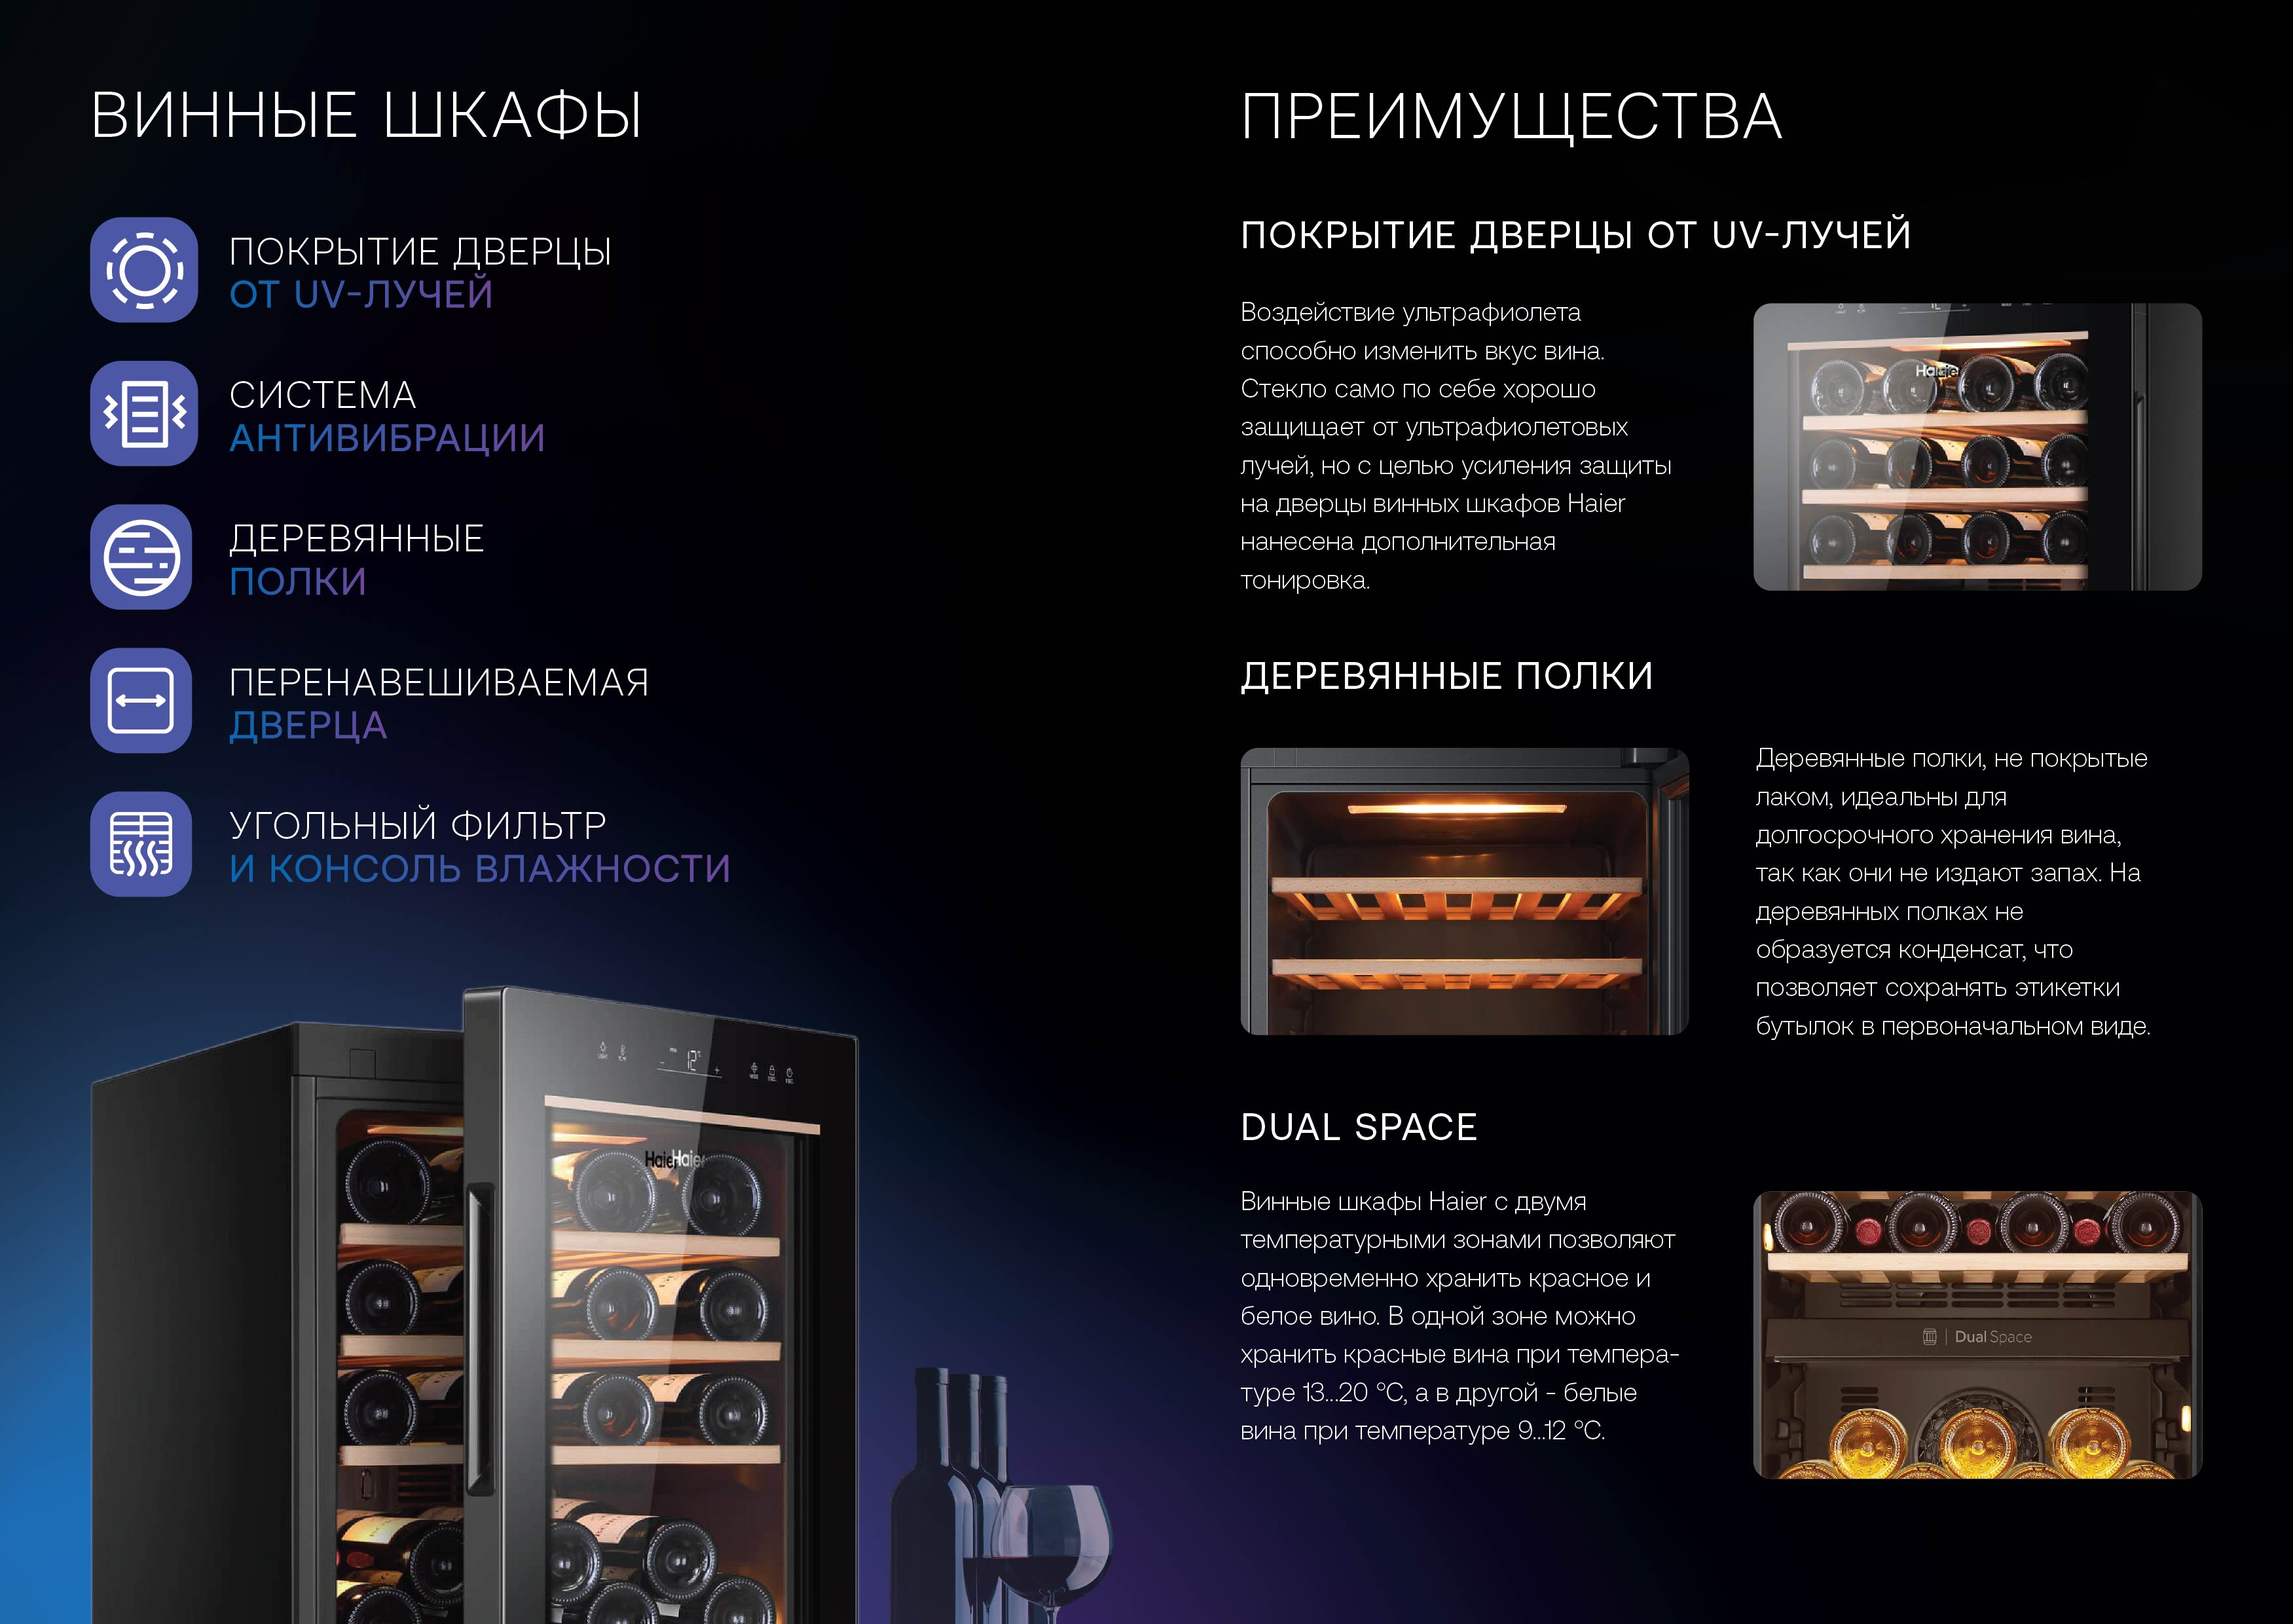 ВИННЫЕ ШКАФЫ
ПОКРЫТИЕ ДВЕРЦЫ
ОТ UV-ЛУЧЕЙ
СИСТЕМА
АНТИВИБРАЦИИ
ДЕРЕВЯННЫЕ
ПОЛКИ
ПЕРЕНАВЕШИВАЕМАЯ
ДВЕРЦА
УГОЛЬНЫЙ ФИЛЬТР
И КОНСОЛЬ ВЛАЖНОСТИ
12°
Haier
ПРЕИМУЩЕСТВА
ПОКРЫТИЕ ДВЕРЦЫ ОТ UV-ЛУЧЕЙ
Воздействие ультрафиолета
способно изменить вкус вина.
Стекло само по себе хорошо
защищает от ультрафиолетовых
лучей, но с целью усиления защиты
на дверцы винных шкафов Haier
нанесена дополнительная
тонировка.
Haier
ДЕРЕВЯННЫЕ ПОЛКИ
Деревянные полки, не покрытые
лаком, идеальны для
долгосрочного хранения вина,
так как они не издают запах. На
деревянных полках не
образуется конденсат, что
позволяет сохранять этикетки
бутылок в первоначальном виде.
DUAL SPACE
Винные шкафы Haier с двумя
температурными зонами позволяют
одновременно хранить красное и
белое вино. В одной зоне можно
хранить красные вина при темпера-
туре 13...20 °C, а в другой - белые
вина при температуре 9...12 °C.
Dual Space